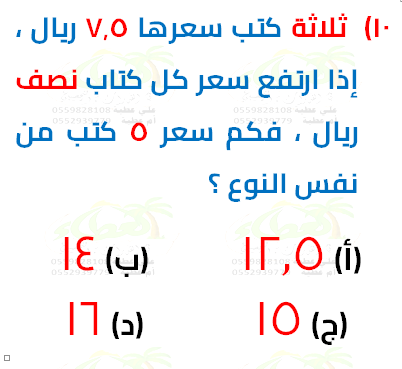 ١٠) ثلاثة كتب سعرها ٧,٥ ريال ،
إذا ارتفع سعر كل كتاب نصف
ريال ، فكم سعر ٥ كتب من
نفس النوع ؟
(أ) ١٢,٥ (ب) ١٤
(ج) ١٥ (د) ١٦